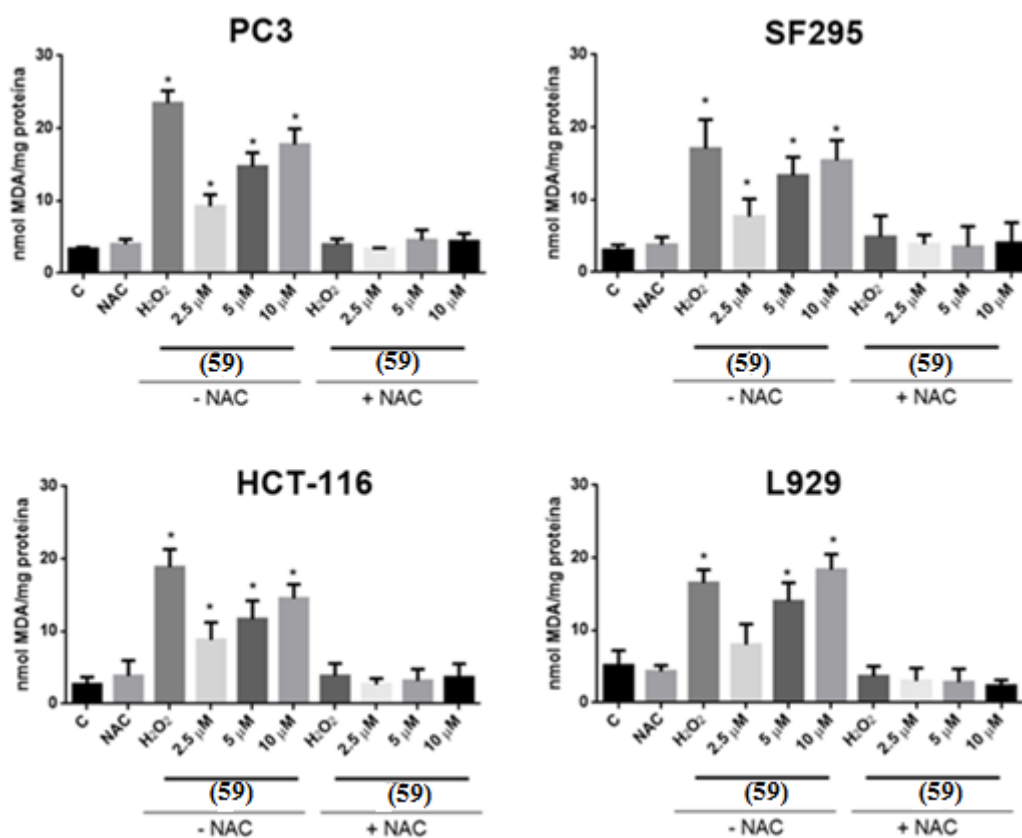 PC3
nmol MDA/mg proteína
30
20
10
0
* * * *
C NAC H₂O₂ 2.5 µM 5 µM 10 µM H₂O₂ 2.5 µM 5 µM 10 µM
(59) (59)
- NAC + NAC
SF295
nmol MDA/mg proteína
30
20
10
0
* * * *
C NAC H₂O₂ 2.5 µM 5 µM 10 µM H₂O₂ 2.5 µM 5 µM 10 µM
(59) (59)
- NAC + NAC
HCT-116
nmol MDA/mg proteína
30
20
10
0
* * * *
C NAC H₂O₂ 2.5 µM 5 µM 10 µM H₂O₂ 2.5 µM 5 µM 10 µM
(59) (59)
- NAC + NAC
L929
nmol MDA/mg proteína
30
20
10
0
* * *
C NAC H₂O₂ 2.5 µM 5 µM 10 µM H₂O₂ 2.5 µM 5 µM 10 µM
(59) (59)
- NAC + NAC